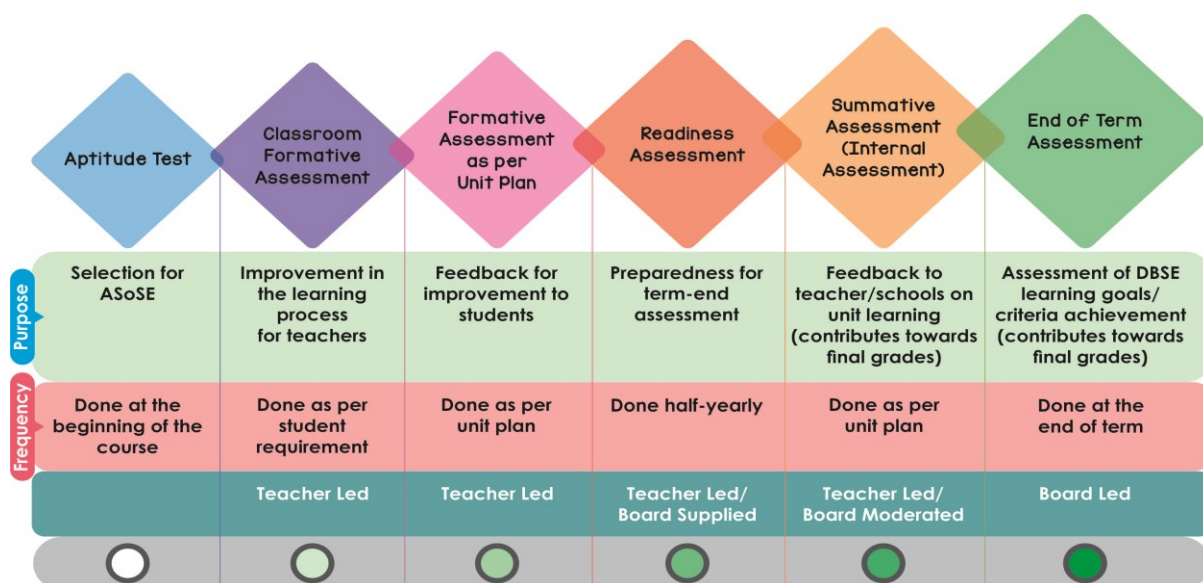 Aptitude Test
Classroom
Formative
Assessment
Formative
Assessment
as per
Unit Plan
Readiness
Assessment
Summative
Assessment
(Internal
Assessment)
End of Term
Assessment
Purpose
Selection for
ASoSE
Improvement in
the learning
process
for teachers
Feedback for
improvement to
students
Preparedness for
term-end
assessment
Feedback to
teacher/schools on
unit learning
(contributes towards
final grades)
Assessment of DBSE
learning goals/
criteria achievement
(contributes towards
final grades)
Frequency
Done at the
beginning of the
course
Done as per
student
requirement
Done as per
unit plan
Done half-yearly
Done as per
unit plan
Done at the
end of term
Teacher Led
Teacher Led
Teacher Led/
Board Supplied
Teacher Led/
Board Moderated
Board Led